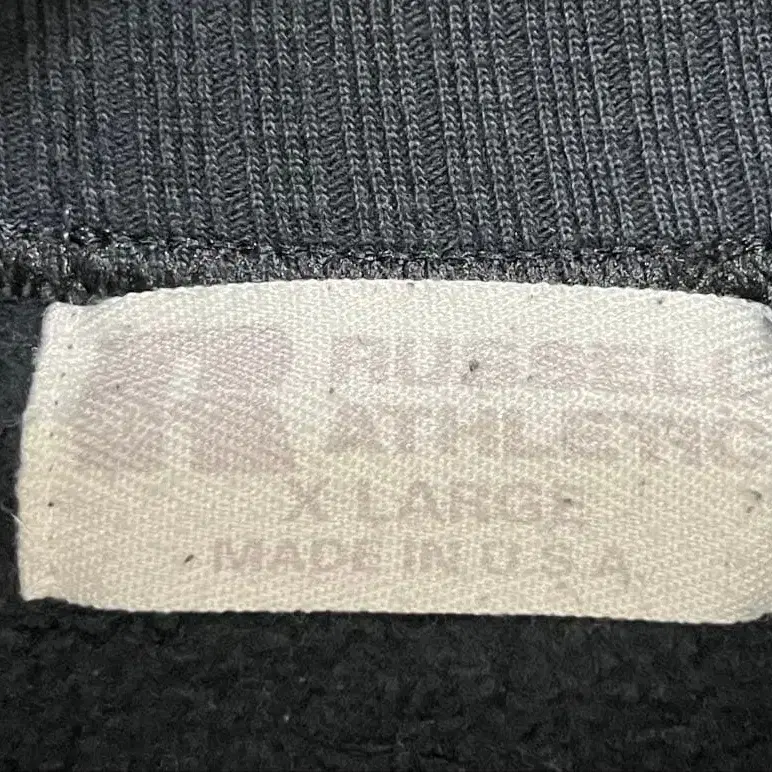 R
RUSSELL
ATHLETIC
X LARGE
MADE IN U.S.A.